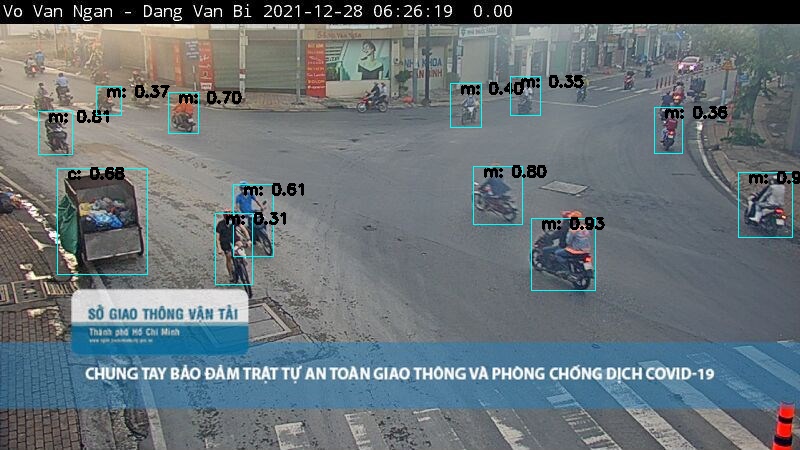 Vo Van Ngan - Dang Van Bi 2021-12-28 06:26:19 0.00
m: 0.37
m: 0.70
m: 0.40
m: 0.35
m: 0.81
m: 0.36
c: 0.68
m: 0.61
m: 0.31
m: 0.80
m: 0.9
m: 0.93
SỞ GIAO THÔNG VẬN TẢI
Thành phố Hồ Chí Minh
CHUNG TAY BẢO ĐẢM TRẬT TỰ AN TOÀN GIAO THÔNG VÀ PHÒNG CHỐNG DỊCH COVID-19